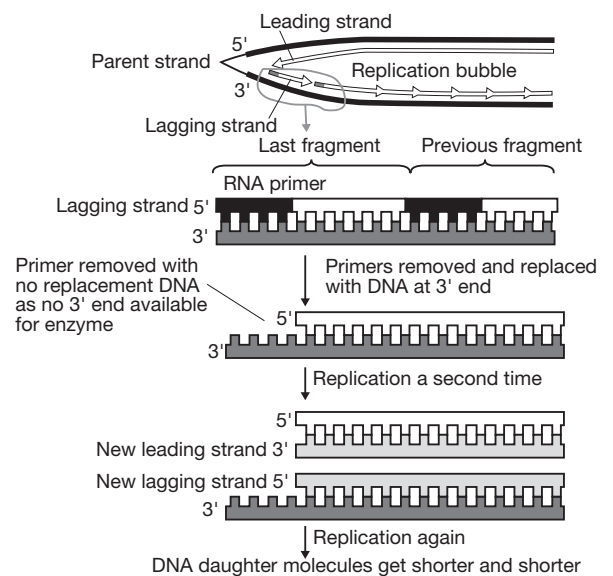 Leading strand
5'
Parent strand
Replication bubble
3'
Lagging strand
Last fragment
Previous fragment
RNA primer
Lagging strand 5'
3'
Primer removed with
no replacement DNA
as no 3' end available
for enzyme
Primers removed and replaced
with DNA at 3' end
5'
3'
Replication a second time
5'
New leading strand 3'
New lagging strand 5'
3'
Replication again
DNA daughter molecules get shorter and shorter